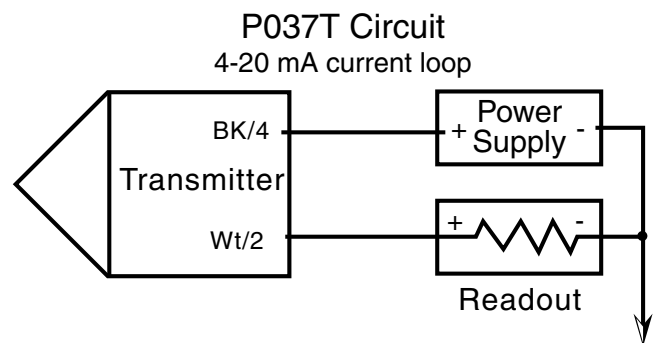 P037T Circuit
4-20 mA current loop
BK/4
+ Power Supply -
Transmitter
Wt/2
+ -
Readout